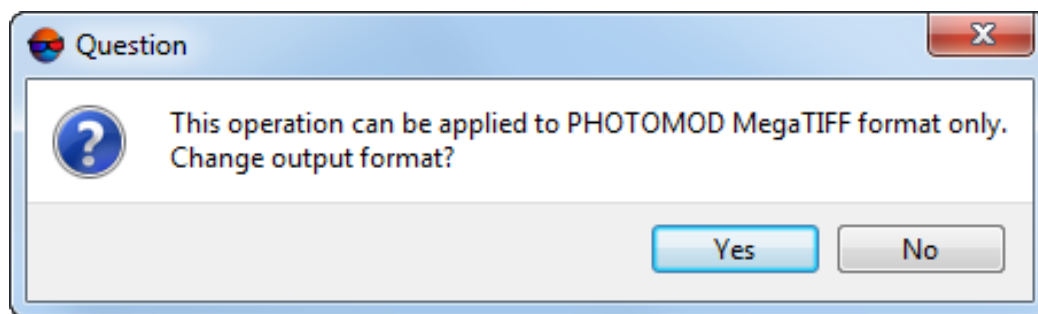 Question
This operation can be applied to PHOTOMOD MegaTIFF format only.
Change output format?
Yes
No